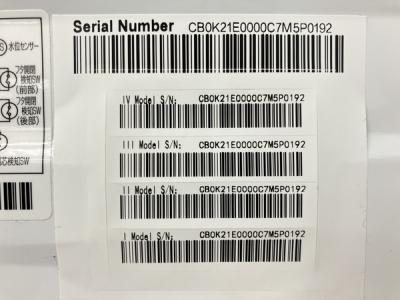 Serial Number CB0K21E0000C7M5P0192
IV Model S/N: CB0K21E0000C7M5P0192
III Model S/N: CB0K21E0000C7M5P0192
II Model S/N: CB0K21E0000C7M5P0192
I Model S/N: CB0K21E0000C7M5P0192
水位センサー
フタ開閉
検知SW
(前部)
フタ開閉
検知SW
(後部)
芯検知SW